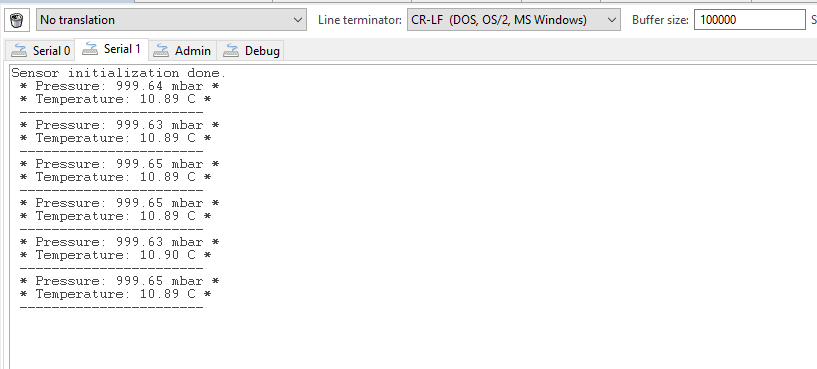 No translation Line terminator: CR-LF (DOS, OS/2, MS Windows) Buffer size: 100000 S
Serial 0 Serial 1 Admin Debug
Sensor initialization done.
* Pressure: 999.64 mbar *
* Temperature: 10.89 C *
-----------------------
* Pressure: 999.63 mbar *
* Temperature: 10.89 C *
-----------------------
* Pressure: 999.65 mbar *
* Temperature: 10.89 C *
-----------------------
* Pressure: 999.65 mbar *
* Temperature: 10.89 C *
-----------------------
* Pressure: 999.63 mbar *
* Temperature: 10.90 C *
-----------------------
* Pressure: 999.65 mbar *
* Temperature: 10.89 C *
-----------------------